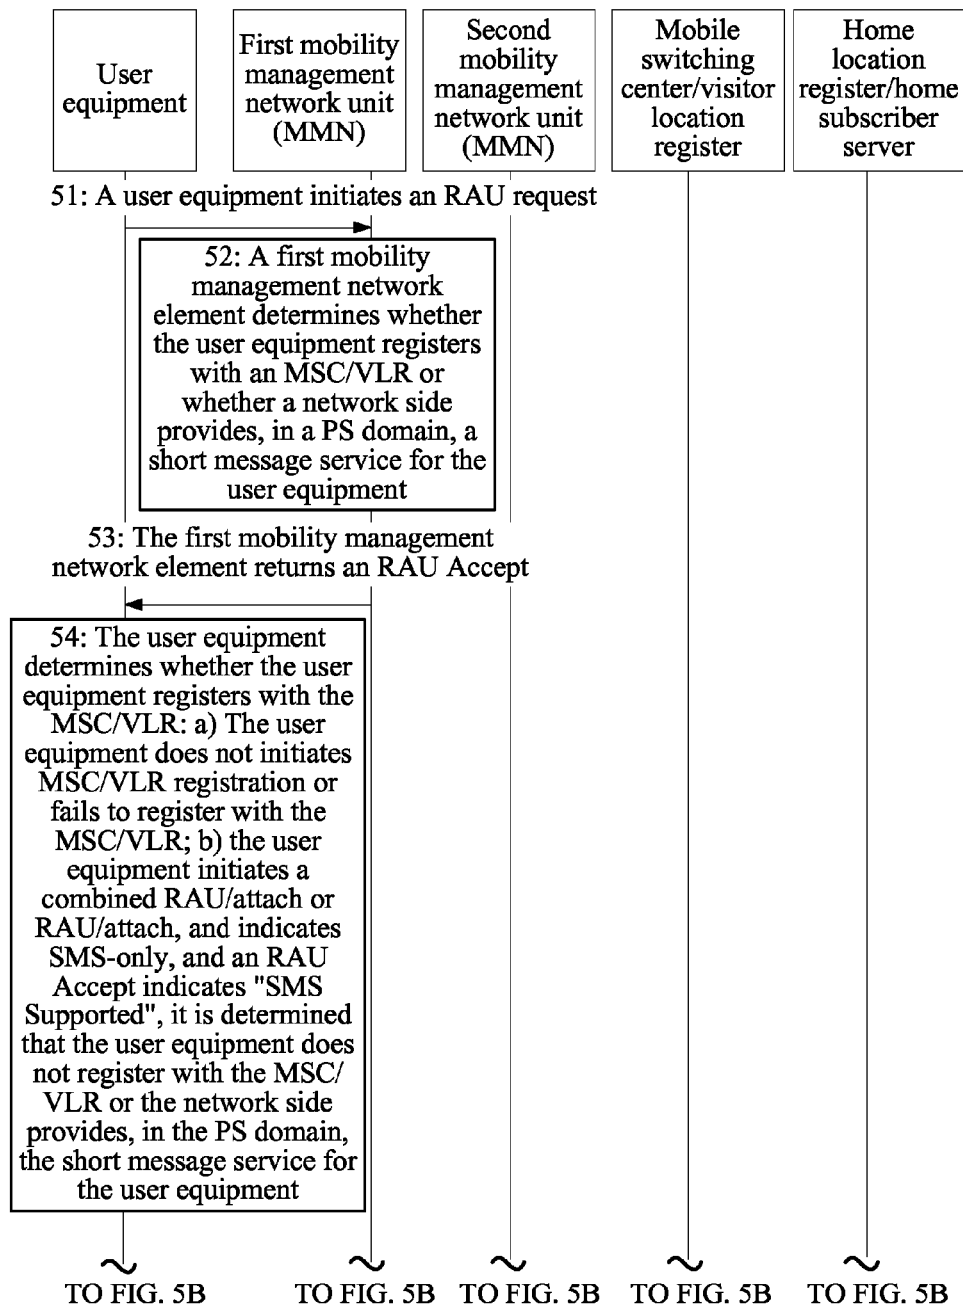 User
equipment
First mobility
management
network unit
(MMN)
Second
mobility
management
network unit
(MMN)
Mobile
switching
center/visitor
location
register
Home
location
register/home
subscriber
server
51: A user equipment initiates an RAU request
52: A first mobility
management network
element determines whether
the user equipment registers
with an MSC/VLR or
whether a network side
provides, in a PS domain, a
short message service for the
user equipment
53: The first mobility management
network element returns an RAU Accept
54: The user equipment
determines whether the user
equipment registers with the
MSC/VLR: a) The user
equipment does not initiates
MSC/VLR registration or
fails to register with the
MSC/VLR; b) the user
equipment initiates a
combined RAU/attach or
RAU/attach, and indicates
SMS-only, and an RAU
Accept indicates "SMS
Supported", it is determined
that the user equipment does
not register with the MSC/
VLR or the network side
provides, in the PS domain,
the short message service for
the user equipment
TO FIG. 5B
TO FIG. 5B
TO FIG. 5B
TO FIG. 5B
TO FIG. 5B